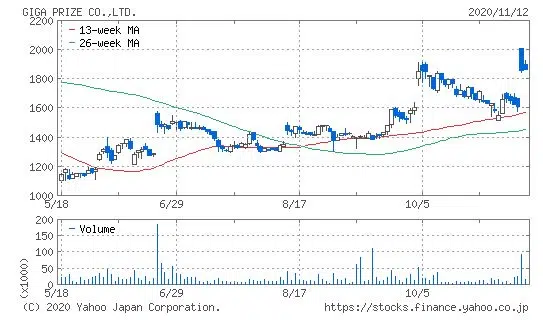 GIGA PRIZE CO.,LTD. 2020/11/12
2200
13-week MA
26-week MA
2000
1800
1600
1400
1200
1000
5/18 6/29 8/17 10/5
200
Volume
150
100
50
0
(x1000)
5/18 6/29 8/17 10/5
(C) 2020 Yahoo Japan Corporation. https://stocks.finance.yahoo.co.jp/